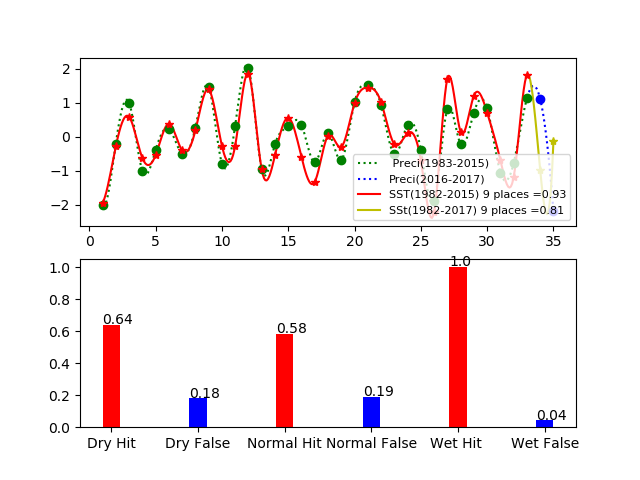 2
1
0
−1
−2
Preci(1983-2015)
Preci(2016-2017)
SST(1982-2015) 9 places =0.93
SSt(1982-2017) 9 places =0.81
0 5 10 15 20 25 30 35
1.0
0.8
0.6
0.4
0.2
0.0
0.64
0.18
0.58
0.19
1.0
0.04
Dry Hit Dry False Normal Hit Normal False Wet Hit Wet False